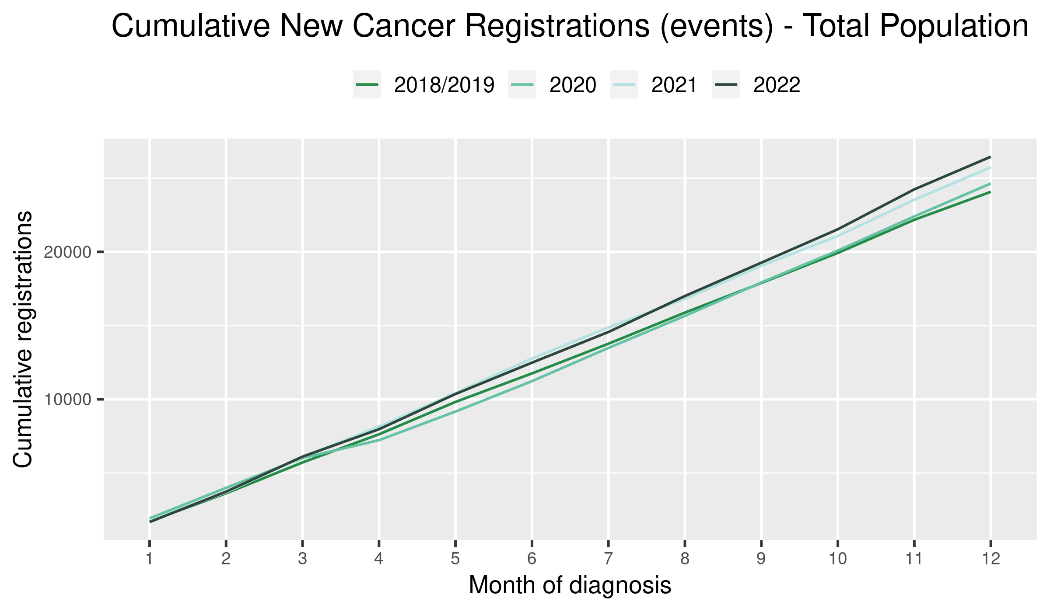 Cumulative New Cancer Registrations (events) - Total Population
2018/2019 2020 2021 2022
Cumulative registrations
20000
10000
1 2 3 4 5 6 7 8 9 10 11 12
Month of diagnosis